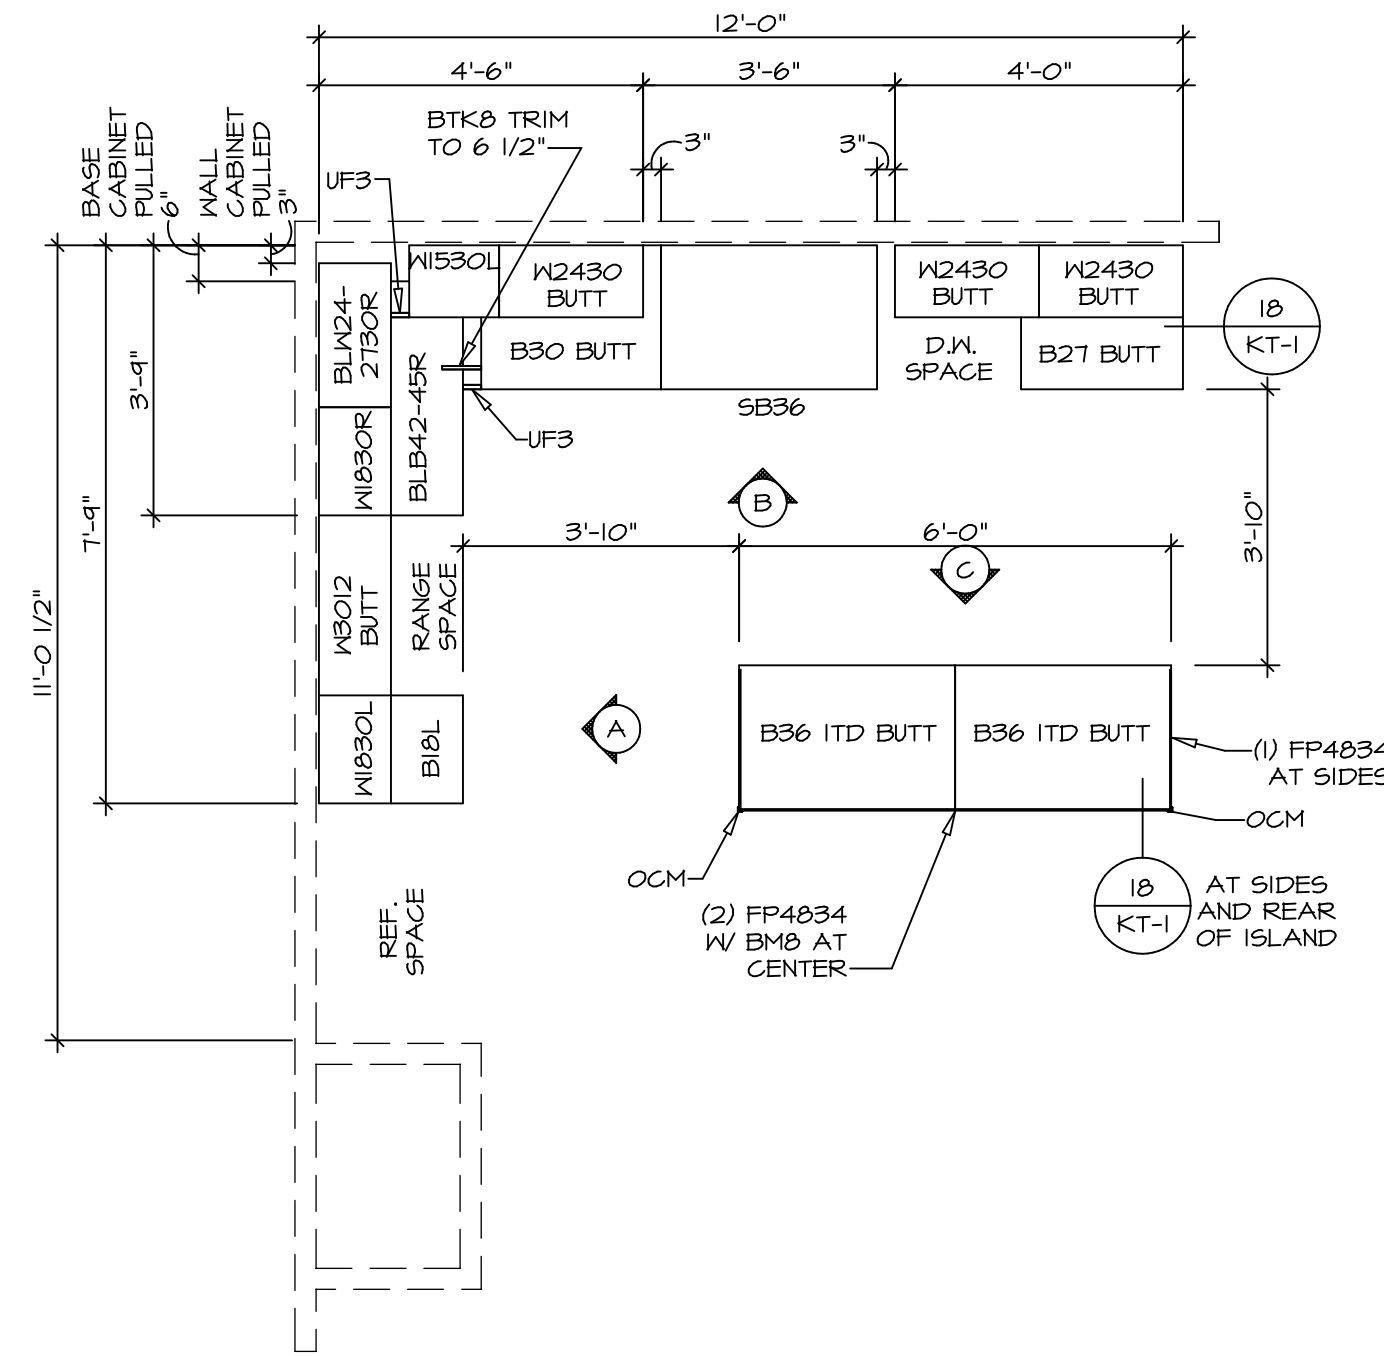 12'-0"
4'-6"
3'-6"
4'-0"
BTK8 TRIM
TO 6 1/2"
3"
3"
UF3
BASE
CABINET
PULLED
6"
WALL
CABINET
PULLED
3"
W1530L
W2430
BUTT
W2430
BUTT
W2430
BUTT
18
KT-1
BLW24-
2730R
B30 BUTT
D.W.
SPACE
B27 BUTT
SB36
UF3
BLB42-45R
W1830R
3'-9"
7'-9"
11'-0 1/2"
B
3'-10"
6'-0"
3'-10"
C
W3012
BUTT
RANGE
SPACE
A
W1830L
B18L
B36 1TD BUTT
B36 1TD BUTT
(1) FP4834
AT SIDES
OCM
OCM
(2) FP4834
W/ BM8 AT
CENTER
18
KT-1
AT SIDES
AND REAR
OF ISLAND
REF.
SPACE